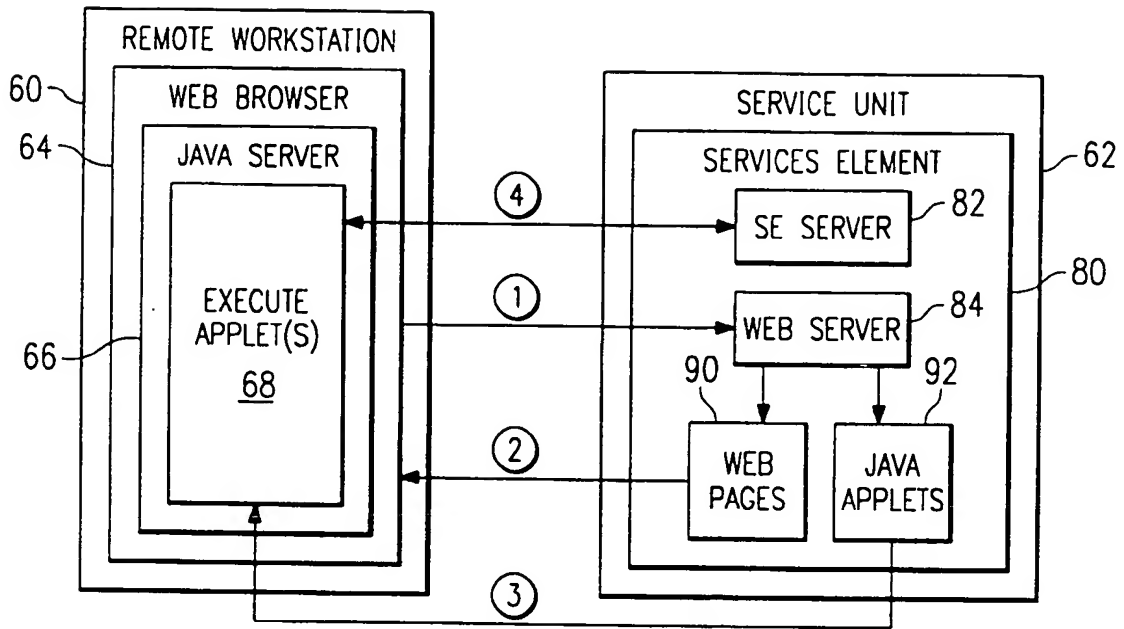 REMOTE WORKSTATION
60
WEB BROWSER
64
JAVA SERVER
66
EXECUTE
APPLET(S)
68
SERVICE UNIT
62
SERVICES ELEMENT
80
SE SERVER
82
WEB SERVER
84
90
WEB
PAGES
92
JAVA
APPLETS
4
1
2
3